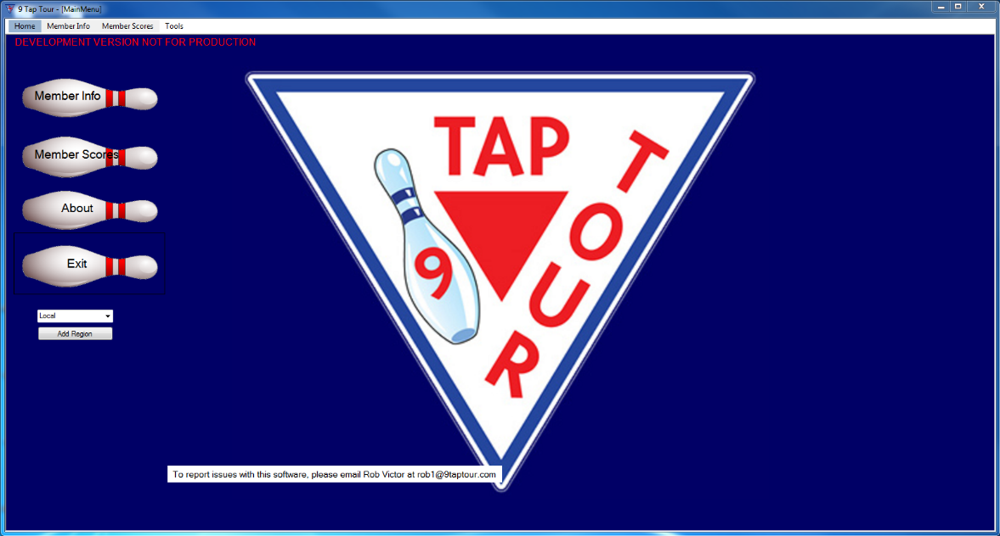 9 Tap Tour - [MainMenu]
Home Member Info Member Scores Tools
DEVELOPMENT VERSION NOT FOR PRODUCTION
Member Info
Member Scores
About
Exit
Local
Add Region
TAP
TOUR
9
To report issues with this software, please email Rob Victor at rob1@9taptour.com